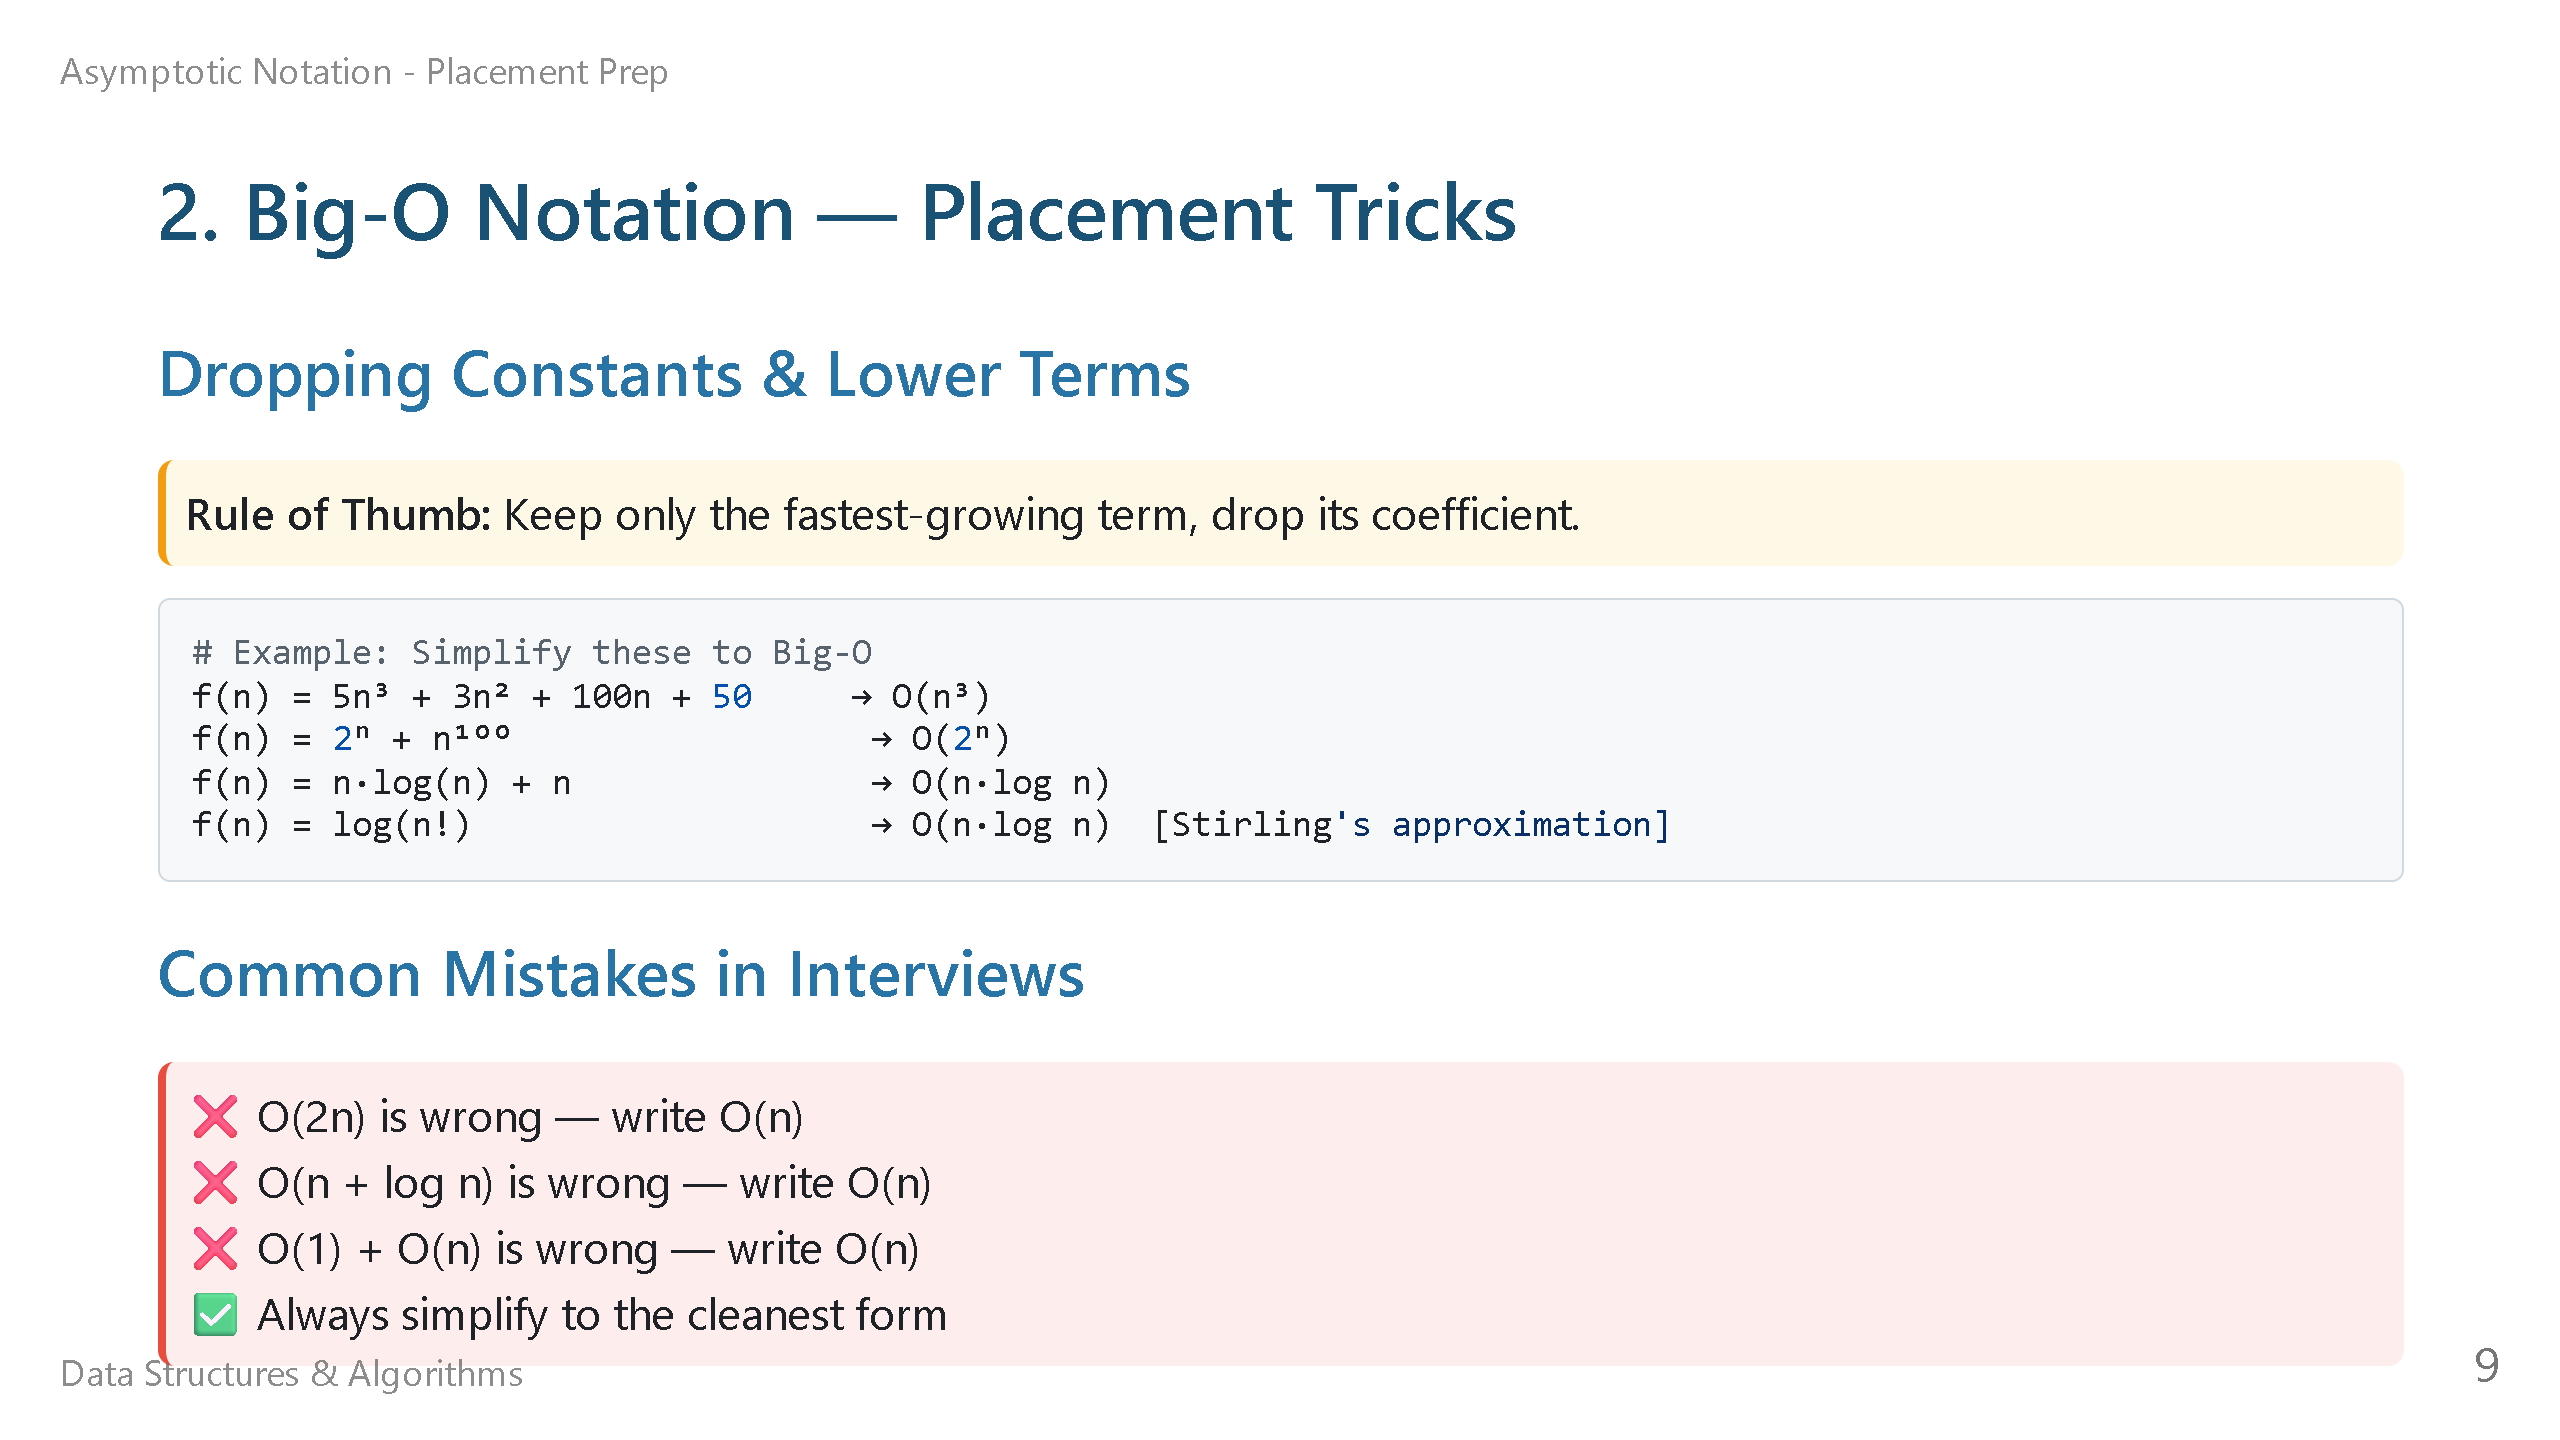 Asymptotic Notation - Placement Prep
2. Big-O Notation — Placement Tricks
Dropping Constants & Lower Terms
Rule of Thumb: Keep only the fastest-growing term, drop its coefficient.
# Example: Simplify these to Big-O
f(n) = 5n³ + 3n² + 100n + 50     → O(n³)
f(n) = 2ⁿ + n¹⁰⁰                  → O(2ⁿ)
f(n) = n·log(n) + n               → O(n·log n)
f(n) = log(n!)                    → O(n·log n)  [Stirling's approximation]
Common Mistakes in Interviews
❌ O(2n) is wrong — write O(n)
❌ O(n + log n) is wrong — write O(n)
❌ O(1) + O(n) is wrong — write O(n)
✅ Always simplify to the cleanest form
Data Structures & Algorithms
9